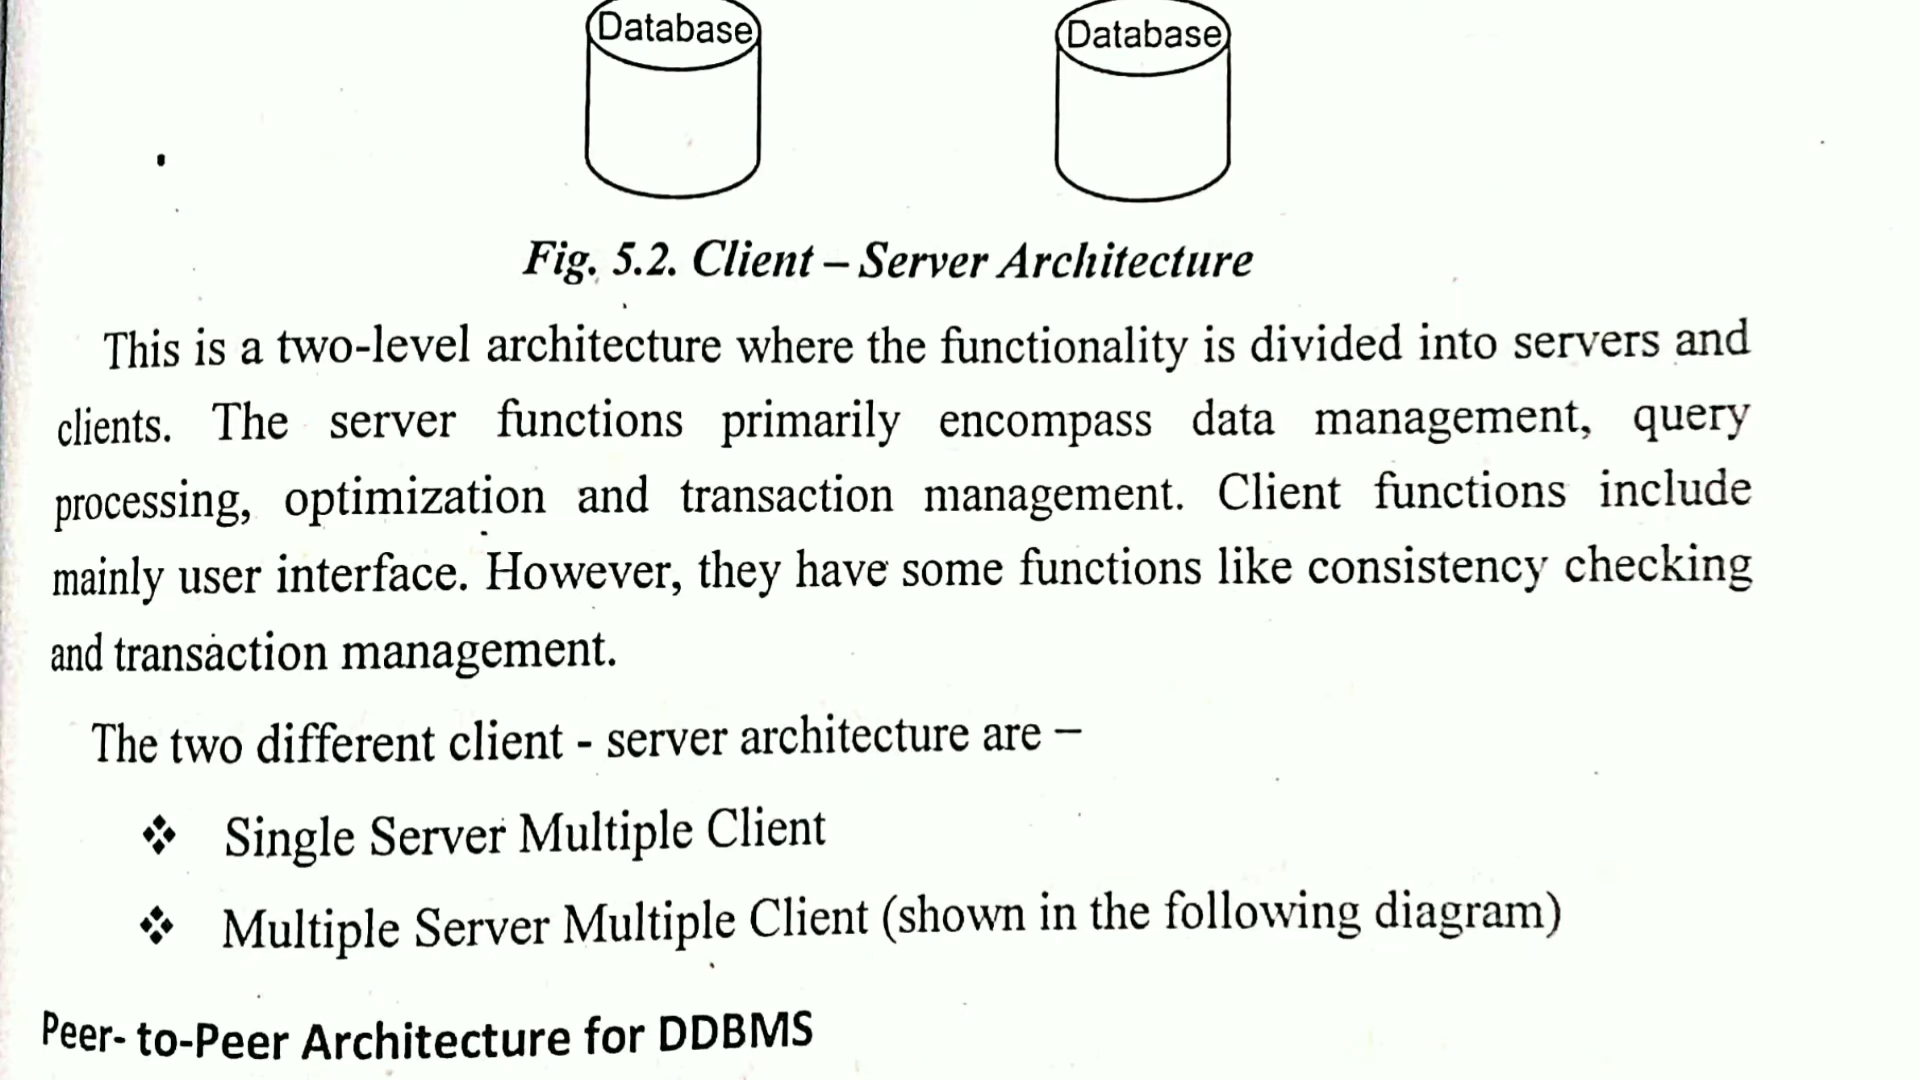 Database Database
Fig. 5.2. Client – Server Architecture
This is a two-level architecture where the functionality is divided into servers and
clients. The server functions primarily encompass data management, query
processing, optimization and transaction management. Client functions include
mainly user interface. However, they have some functions like consistency checking
and transaction management.
The two different client - server architecture are –
❖ Single Server Multiple Client
❖ Multiple Server Multiple Client (shown in the following diagram)
Peer- to-Peer Architecture for DDBMS